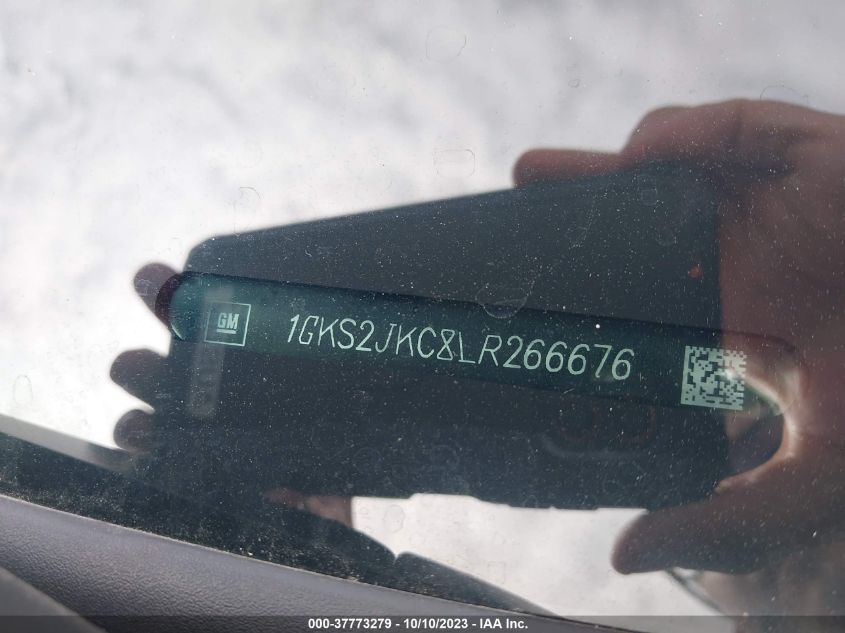 GM 1GKS2JKC8LR266676
000-37773279 - 10/10/2023 - IAA Inc.